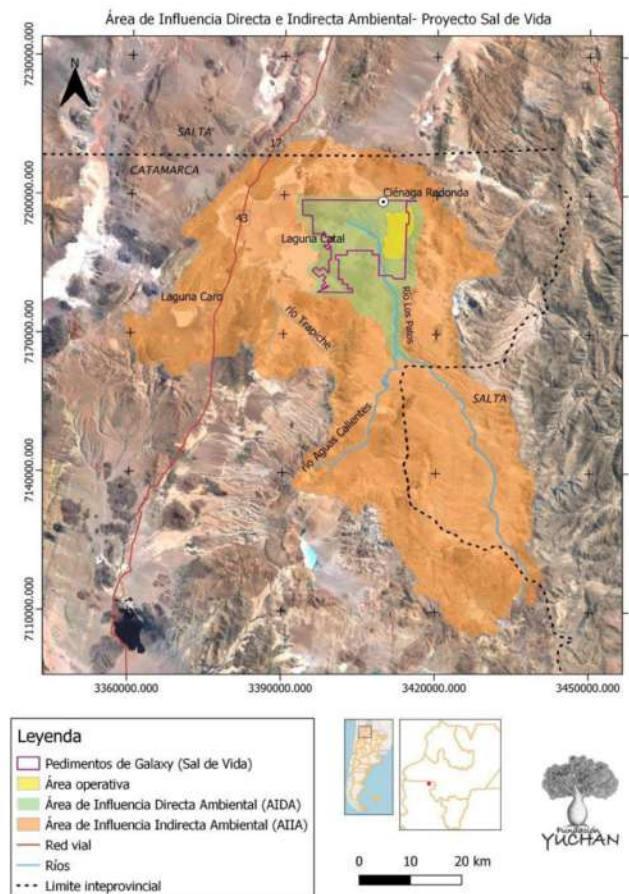 Área de Influencia Directa e Indirecta Ambiental- Proyecto Sal de Vida
7230000.000
7200000.000
7170000.000
7140000.000
7110000.000
N
SALTA
17
CATAMARCA
Ciénaga Redonda
43
Laguna Catal
Laguna Caro
río Trapiche
Río Los Patos
SALTA
río Aguas Calientes
3360000.000
3390000.000
3420000.000
3450000.000
Leyenda
Pedimentos de Galaxy (Sal de Vida)
Área operativa
Área de Influencia Directa Ambiental (AIDA)
Área de Influencia Indirecta Ambiental (AIIA)
Red vial
Ríos
Limite inteprovincial
0 10 20 km
Fundación
YUCHAN